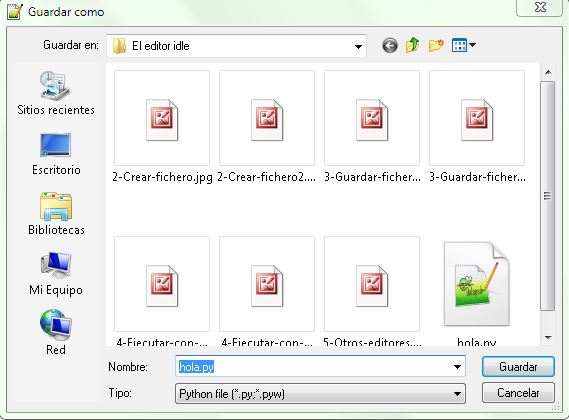 Guardar como
Guardar en: El editor idle
Sitios recientes
Escritorio
Bibliotecas
Mi Equipo
Red
2-Crear-fichero.jpg 2-Crear-fichero2.... 3-Guardar-ficher... 3-Guardar-ficher...
4-Ejecutar-con-... 4-Ejecutar-con-... 5-Otros-editores.... hola.py
Nombre: hola.py Guardar
Tipo: Python file (*.py;*.pyw) Cancelar